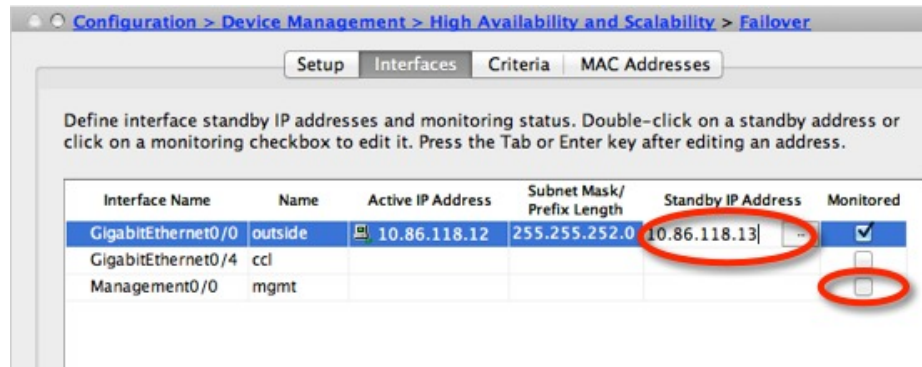 Configuration > Device Management > High Availability and Scalability > Failover
Setup Interfaces Criteria MAC Addresses
Define interface standby IP addresses and monitoring status. Double-click on a standby address or
click on a monitoring checkbox to edit it. Press the Tab or Enter key after editing an address.
Interface Name Name Active IP Address Subnet Mask/ Prefix Length Standby IP Address Monitored
GigabitEthernet0/0 outside 10.86.118.12 255.255.252.0 10.86.118.13 ..
GigabitEthernet0/4 ccl
Management0/0 mgmt